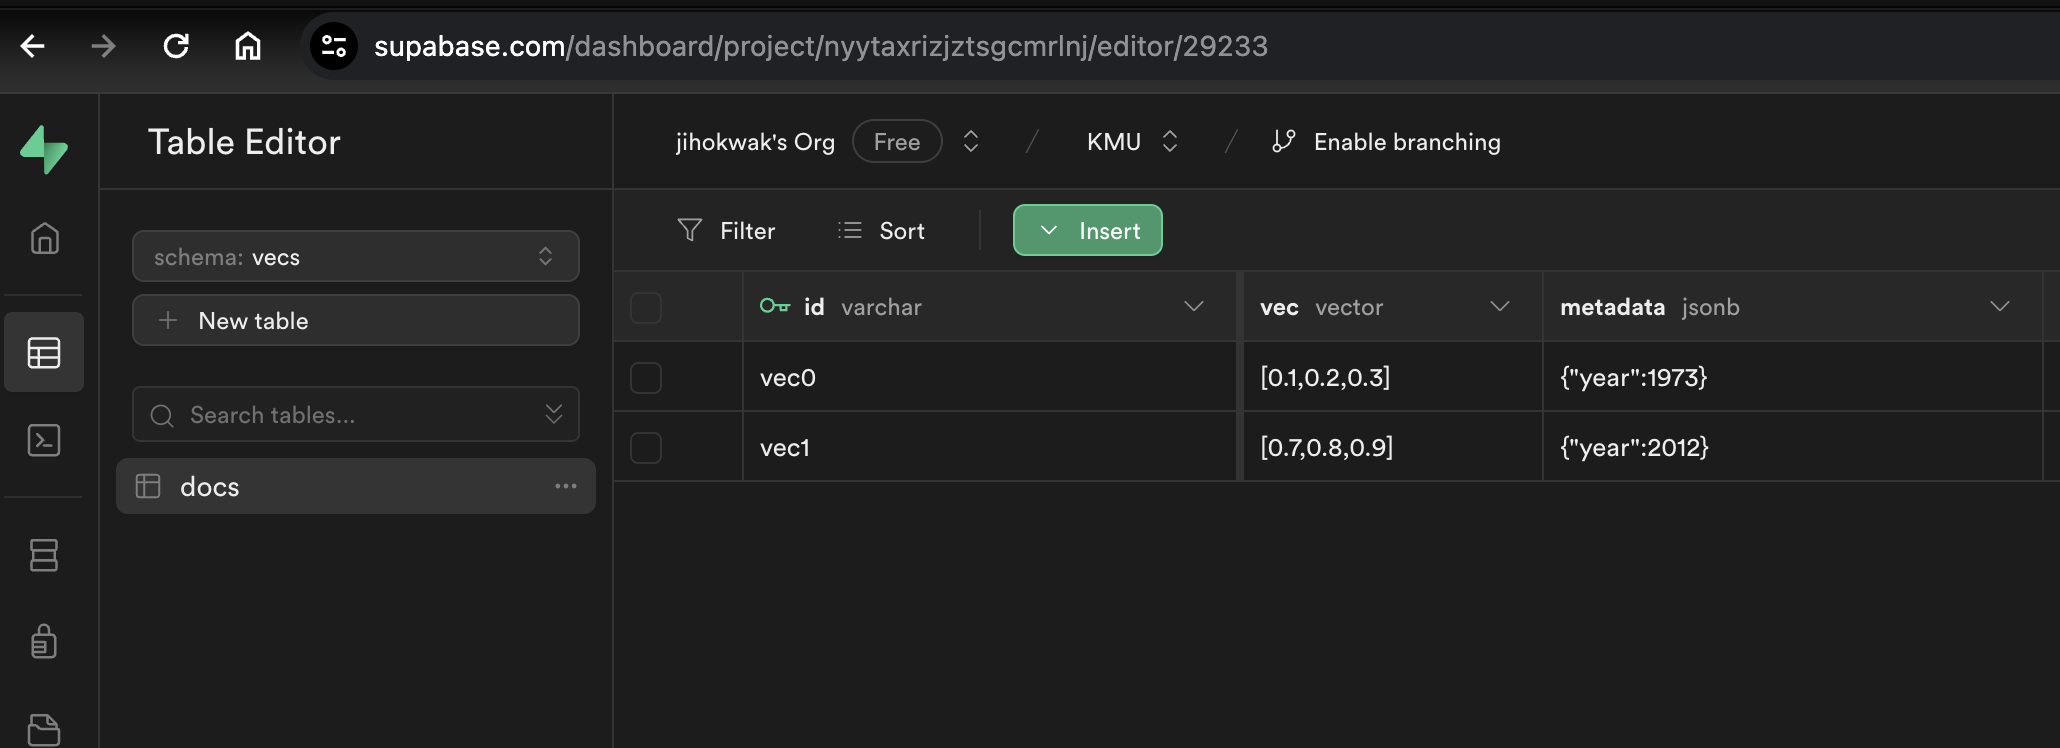 supabase.com/dashboard/project/nyytaxrizjztsgcmrlnj/editor/29233
Table Editor
jihokwak's Org Free / KMU / Enable branching
schema: vecs
New table
Search tables...
docs
Filter Sort Insert
id varchar vec vector metadata jsonb
vec0 [0.1,0.2,0.3] {"year":1973}
vec1 [0.7,0.8,0.9] {"year":2012}